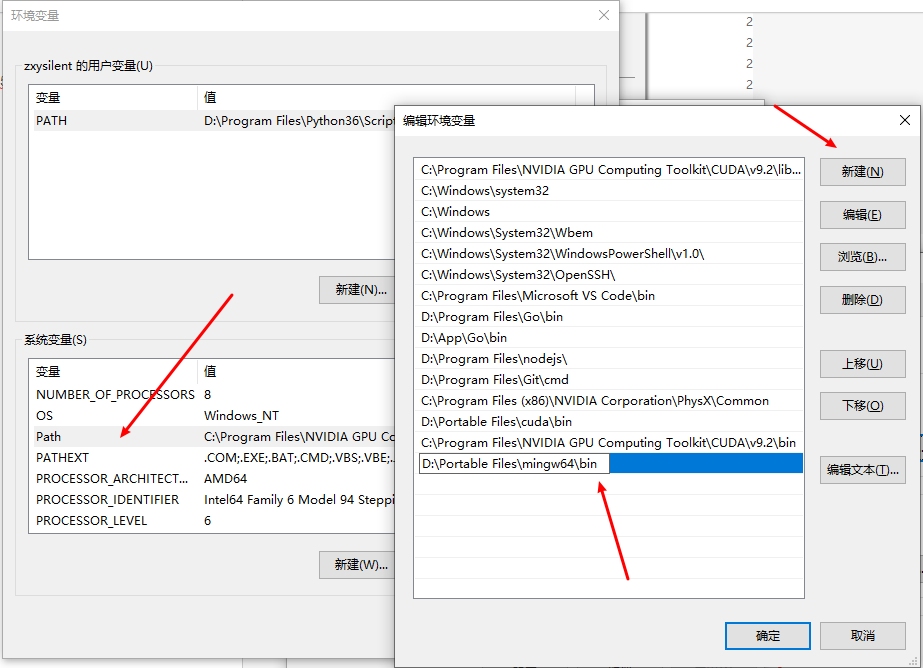 环境变量
2
2
2
2
zxysilent 的用户变量(U)
变量 值
PATH D:\Program Files\Python36\Script
新建(N)...
系统变量(S)
变量 值
NUMBER_OF_PROCESSORS 8
OS Windows_NT
Path C:\Program Files\NVIDIA GPU Co
PATHEXT .COM;.EXE;.BAT;.CMD;.VBS;.VBE;.
PROCESSOR_ARCHITECT... AMD64
PROCESSOR_IDENTIFIER Intel64 Family 6 Model 94 Steppi
PROCESSOR_LEVEL 6
新建(W)...
编辑环境变量
C:\Program Files\NVIDIA GPU Computing Toolkit\CUDA\v9.2\lib...
C:\Windows\system32
C:\Windows
C:\Windows\System32\Wbem
C:\Windows\System32\WindowsPowerShell\v1.0\
C:\Windows\System32\OpenSSH\
C:\Program Files\Microsoft VS Code\bin
D:\Program Files\Go\bin
D:\App\Go\bin
D:\Program Files\nodejs\
D:\Program Files\Git\cmd
C:\Program Files (x86)\NVIDIA Corporation\PhysX\Common
D:\Portable Files\cuda\bin
C:\Program Files\NVIDIA GPU Computing Toolkit\CUDA\v9.2\bin
D:\Portable Files\mingw64\bin
新建(N)
编辑(E)
浏览(B)...
删除(D)
上移(U)
下移(O)
编辑文本(T)...
确定
取消